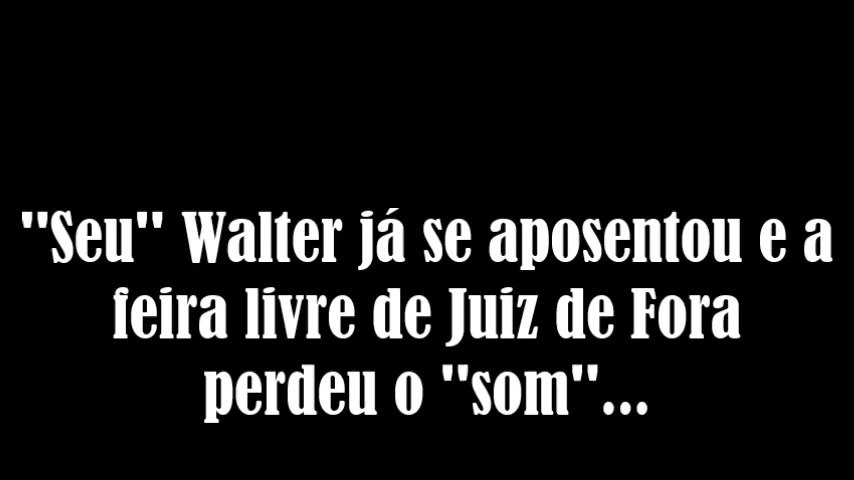 "Seu" Walter já se aposentou e a
feira livre de Juiz de Fora
perdeu o "som"...